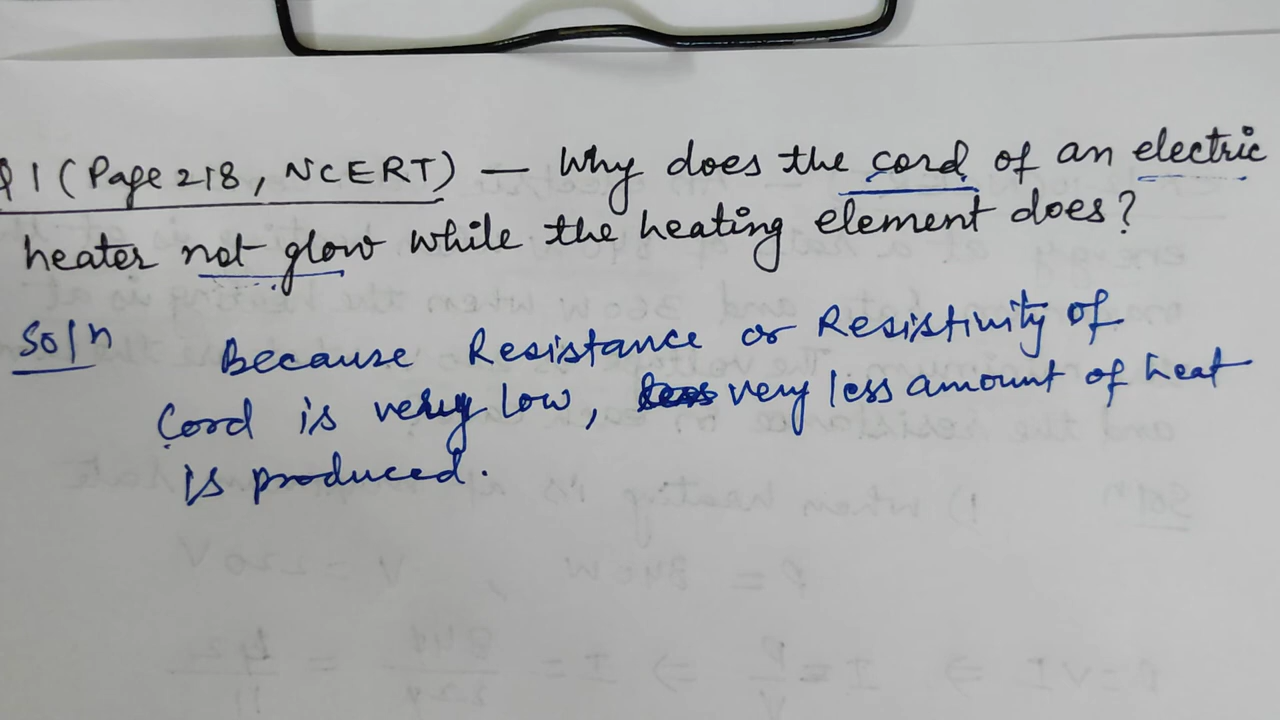 Q1 (Page 218, NCERT) — Why does the cord of an electric
heater not glow while the heating element does?
Soln Because Resistance or Resistivity of
Cord is very low, very less amount of heat
is produced.